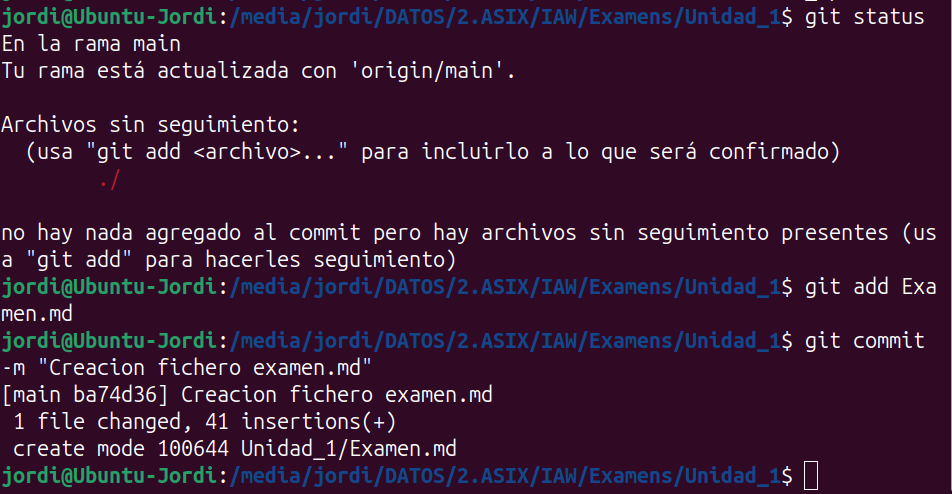 jordi@Ubuntu-Jordi:/media/jordi/DATOS/2.ASIX/IAW/Examens/Unidad_1$ git status
En la rama main
Tu rama está actualizada con 'origin/main'.
Archivos sin seguimiento:
  (usa "git add <archivo>..." para incluirlo a lo que será confirmado)
        ./
no hay nada agregado al commit pero hay archivos sin seguimiento presentes (us
a "git add" para hacerles seguimiento)
jordi@Ubuntu-Jordi:/media/jordi/DATOS/2.ASIX/IAW/Examens/Unidad_1$ git add Exa
men.md
jordi@Ubuntu-Jordi:/media/jordi/DATOS/2.ASIX/IAW/Examens/Unidad_1$ git commit
-m "Creacion fichero examen.md"
[main ba74d36] Creacion fichero examen.md
 1 file changed, 41 insertions(+)
 create mode 100644 Unidad_1/Examen.md
jordi@Ubuntu-Jordi:/media/jordi/DATOS/2.ASIX/IAW/Examens/Unidad_1$